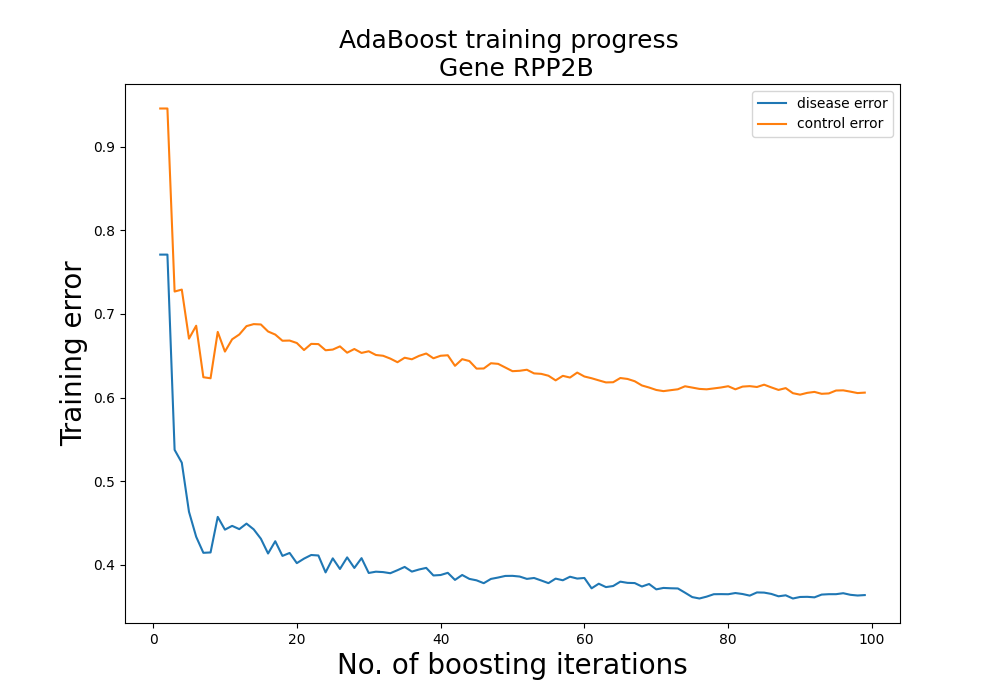 AdaBoost training progress
Gene RPP2B
disease error
control error
Training error
0.9
0.8
0.7
0.6
0.5
0.4
0
20
40
60
80
100
No. of boosting iterations